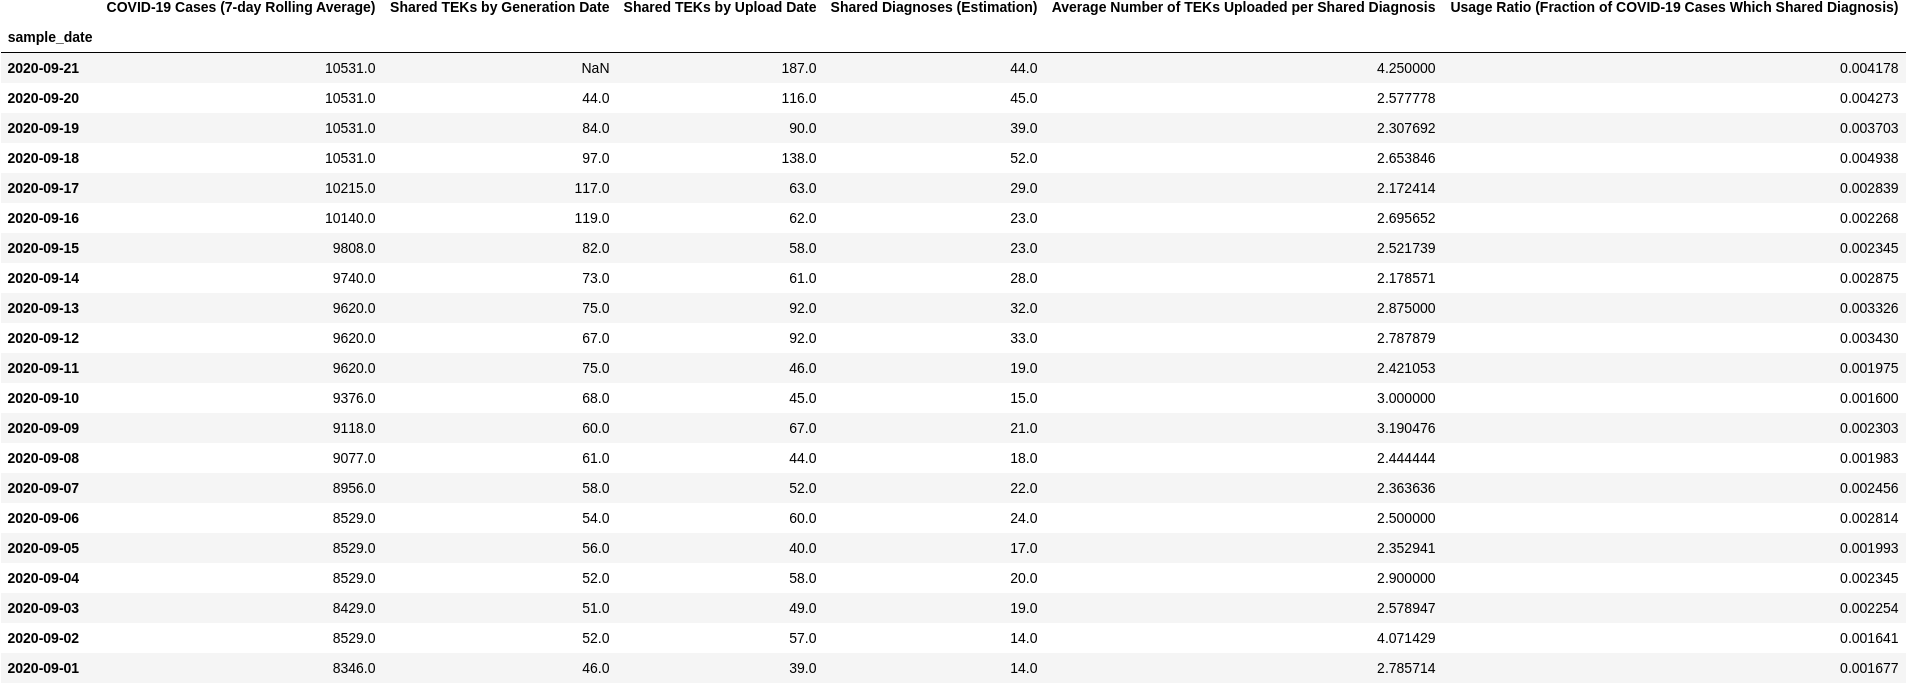 COVID-19 Cases (7-day Rolling Average) Shared TEKs by Generation Date Shared TEKs by Upload Date Shared Diagnoses (Estimation) Average Number of TEKs Uploaded per Shared Diagnosis Usage Ratio (Fraction of COVID-19 Cases Which Shared Diagnosis)
sample_date
2020-09-21 10531.0 NaN 187.0 44.0 4.250000 0.004178
2020-09-20 10531.0 44.0 116.0 45.0 2.577778 0.004273
2020-09-19 10531.0 84.0 90.0 39.0 2.307692 0.003703
2020-09-18 10531.0 97.0 138.0 52.0 2.653846 0.004938
2020-09-17 10215.0 117.0 63.0 29.0 2.172414 0.002839
2020-09-16 10140.0 119.0 62.0 23.0 2.695652 0.002268
2020-09-15 9808.0 82.0 58.0 23.0 2.521739 0.002345
2020-09-14 9740.0 73.0 61.0 28.0 2.178571 0.002875
2020-09-13 9620.0 75.0 92.0 32.0 2.875000 0.003326
2020-09-12 9620.0 67.0 92.0 33.0 2.787879 0.003430
2020-09-11 9620.0 75.0 46.0 19.0 2.421053 0.001975
2020-09-10 9376.0 68.0 45.0 15.0 3.000000 0.001600
2020-09-09 9118.0 60.0 67.0 21.0 3.190476 0.002303
2020-09-08 9077.0 61.0 44.0 18.0 2.444444 0.001983
2020-09-07 8956.0 58.0 52.0 22.0 2.363636 0.002456
2020-09-06 8529.0 54.0 60.0 24.0 2.500000 0.002814
2020-09-05 8529.0 56.0 40.0 17.0 2.352941 0.001993
2020-09-04 8529.0 52.0 58.0 20.0 2.900000 0.002345
2020-09-03 8429.0 51.0 49.0 19.0 2.578947 0.002254
2020-09-02 8529.0 52.0 57.0 14.0 4.071429 0.001641
2020-09-01 8346.0 46.0 39.0 14.0 2.785714 0.001677